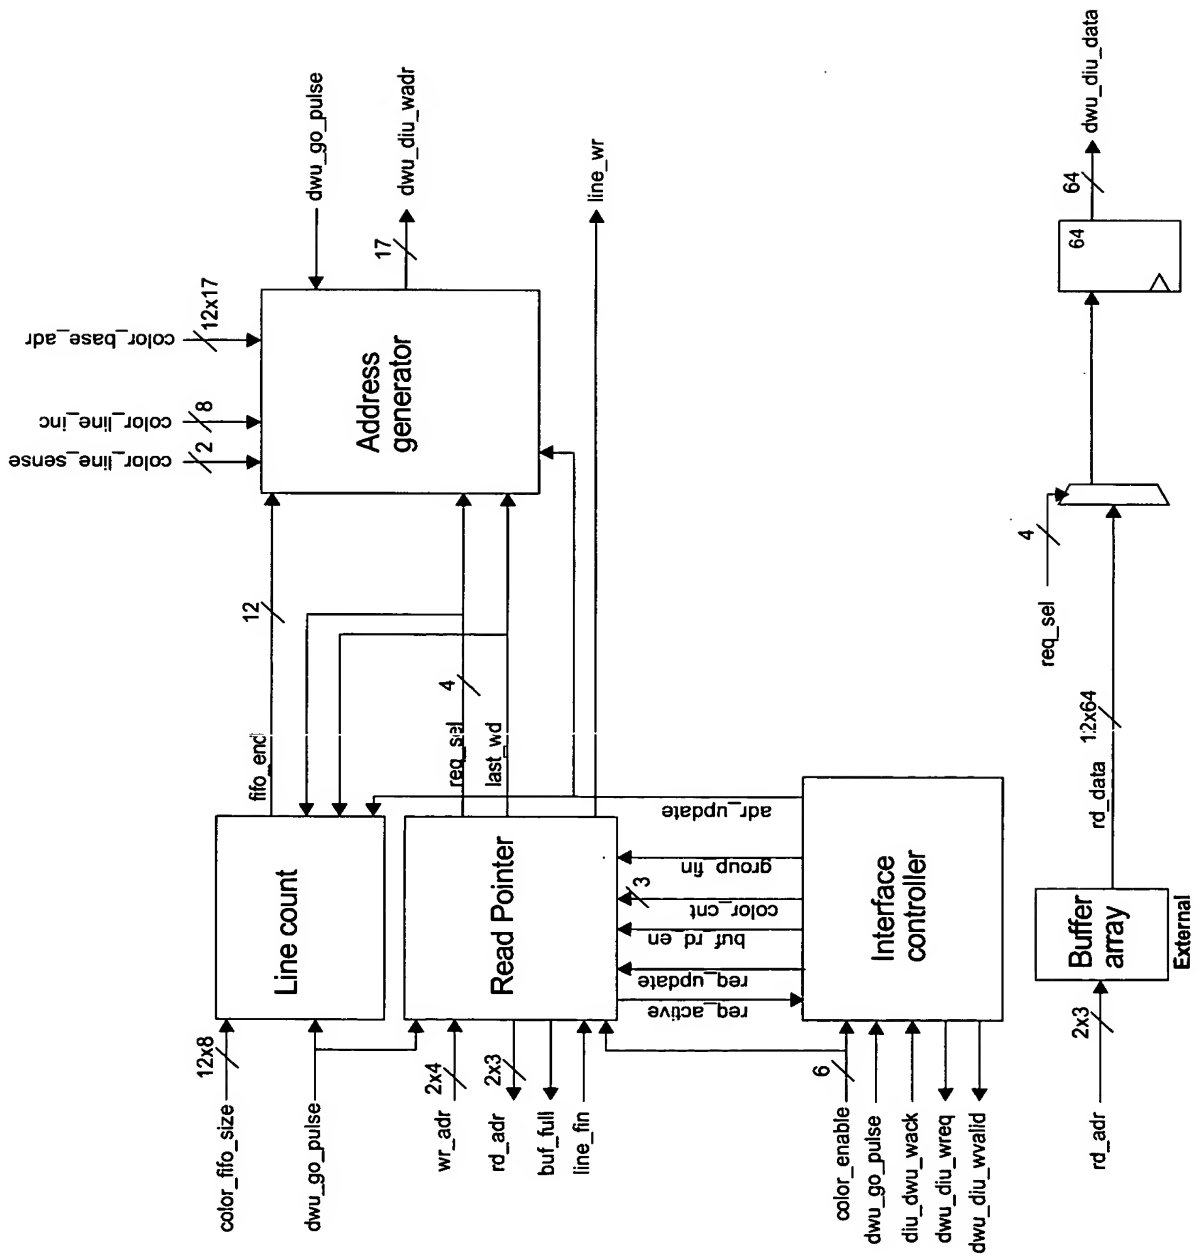 color_fifo_size
12x8
dwu_go_pulse
Line count
fifo_end
12
color_line_sense
2
color_line_inc
8
color_base_adr
12x17
Address
generator
dwu_go_pulse
17
dwu_diu_wadr
wr_adr
2x4
rd_adr
2x3
buf_full
line_fin
Read Pointer
req_sel
4
last_wd
line_wr
req_active
req_update
buf_rd_en
color_cnt
3
group_fin
adr_update
color_enable
6
dwu_go_pulse
diu_dwu_wack
dwu_diu_wreq
dwu_diu_wvalid
Interface
controller
rd_adr
2x3
Buffer
array
External
rd_data
12x64
req_sel
4
64
64
dwu_diu_data